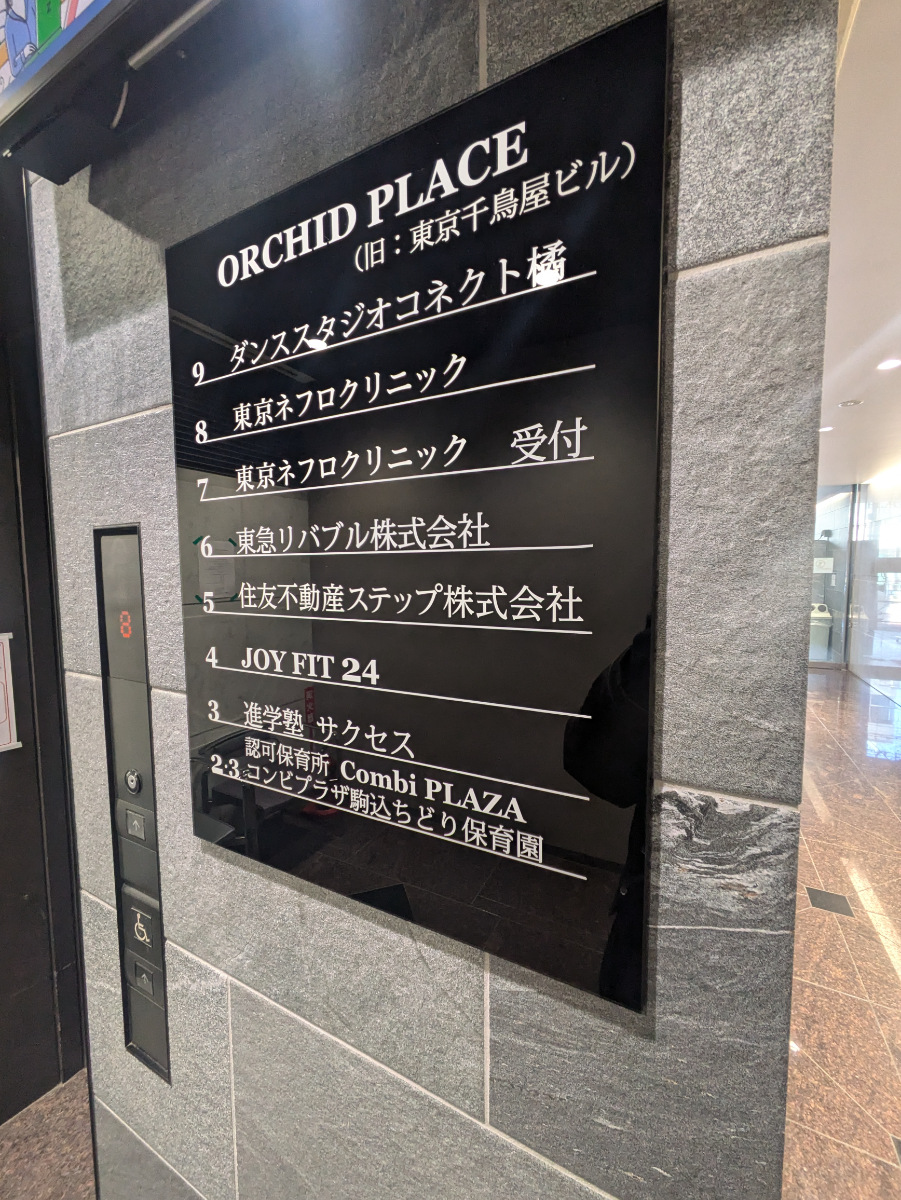 ORCHID PLACE
（旧：東京千鳥屋ビル）
9 ダンススタジオコネクト橘
8 東京ネフロクリニック
7 東京ネフロクリニック 受付
6 東急リバブル株式会社
5 住友不動産ステップ株式会社
4 JOY FIT 24
3 進学塾 サクセス
2·3 認可保育所 Combi PLAZA
コンビプラザ駒込ちどり保育園
8